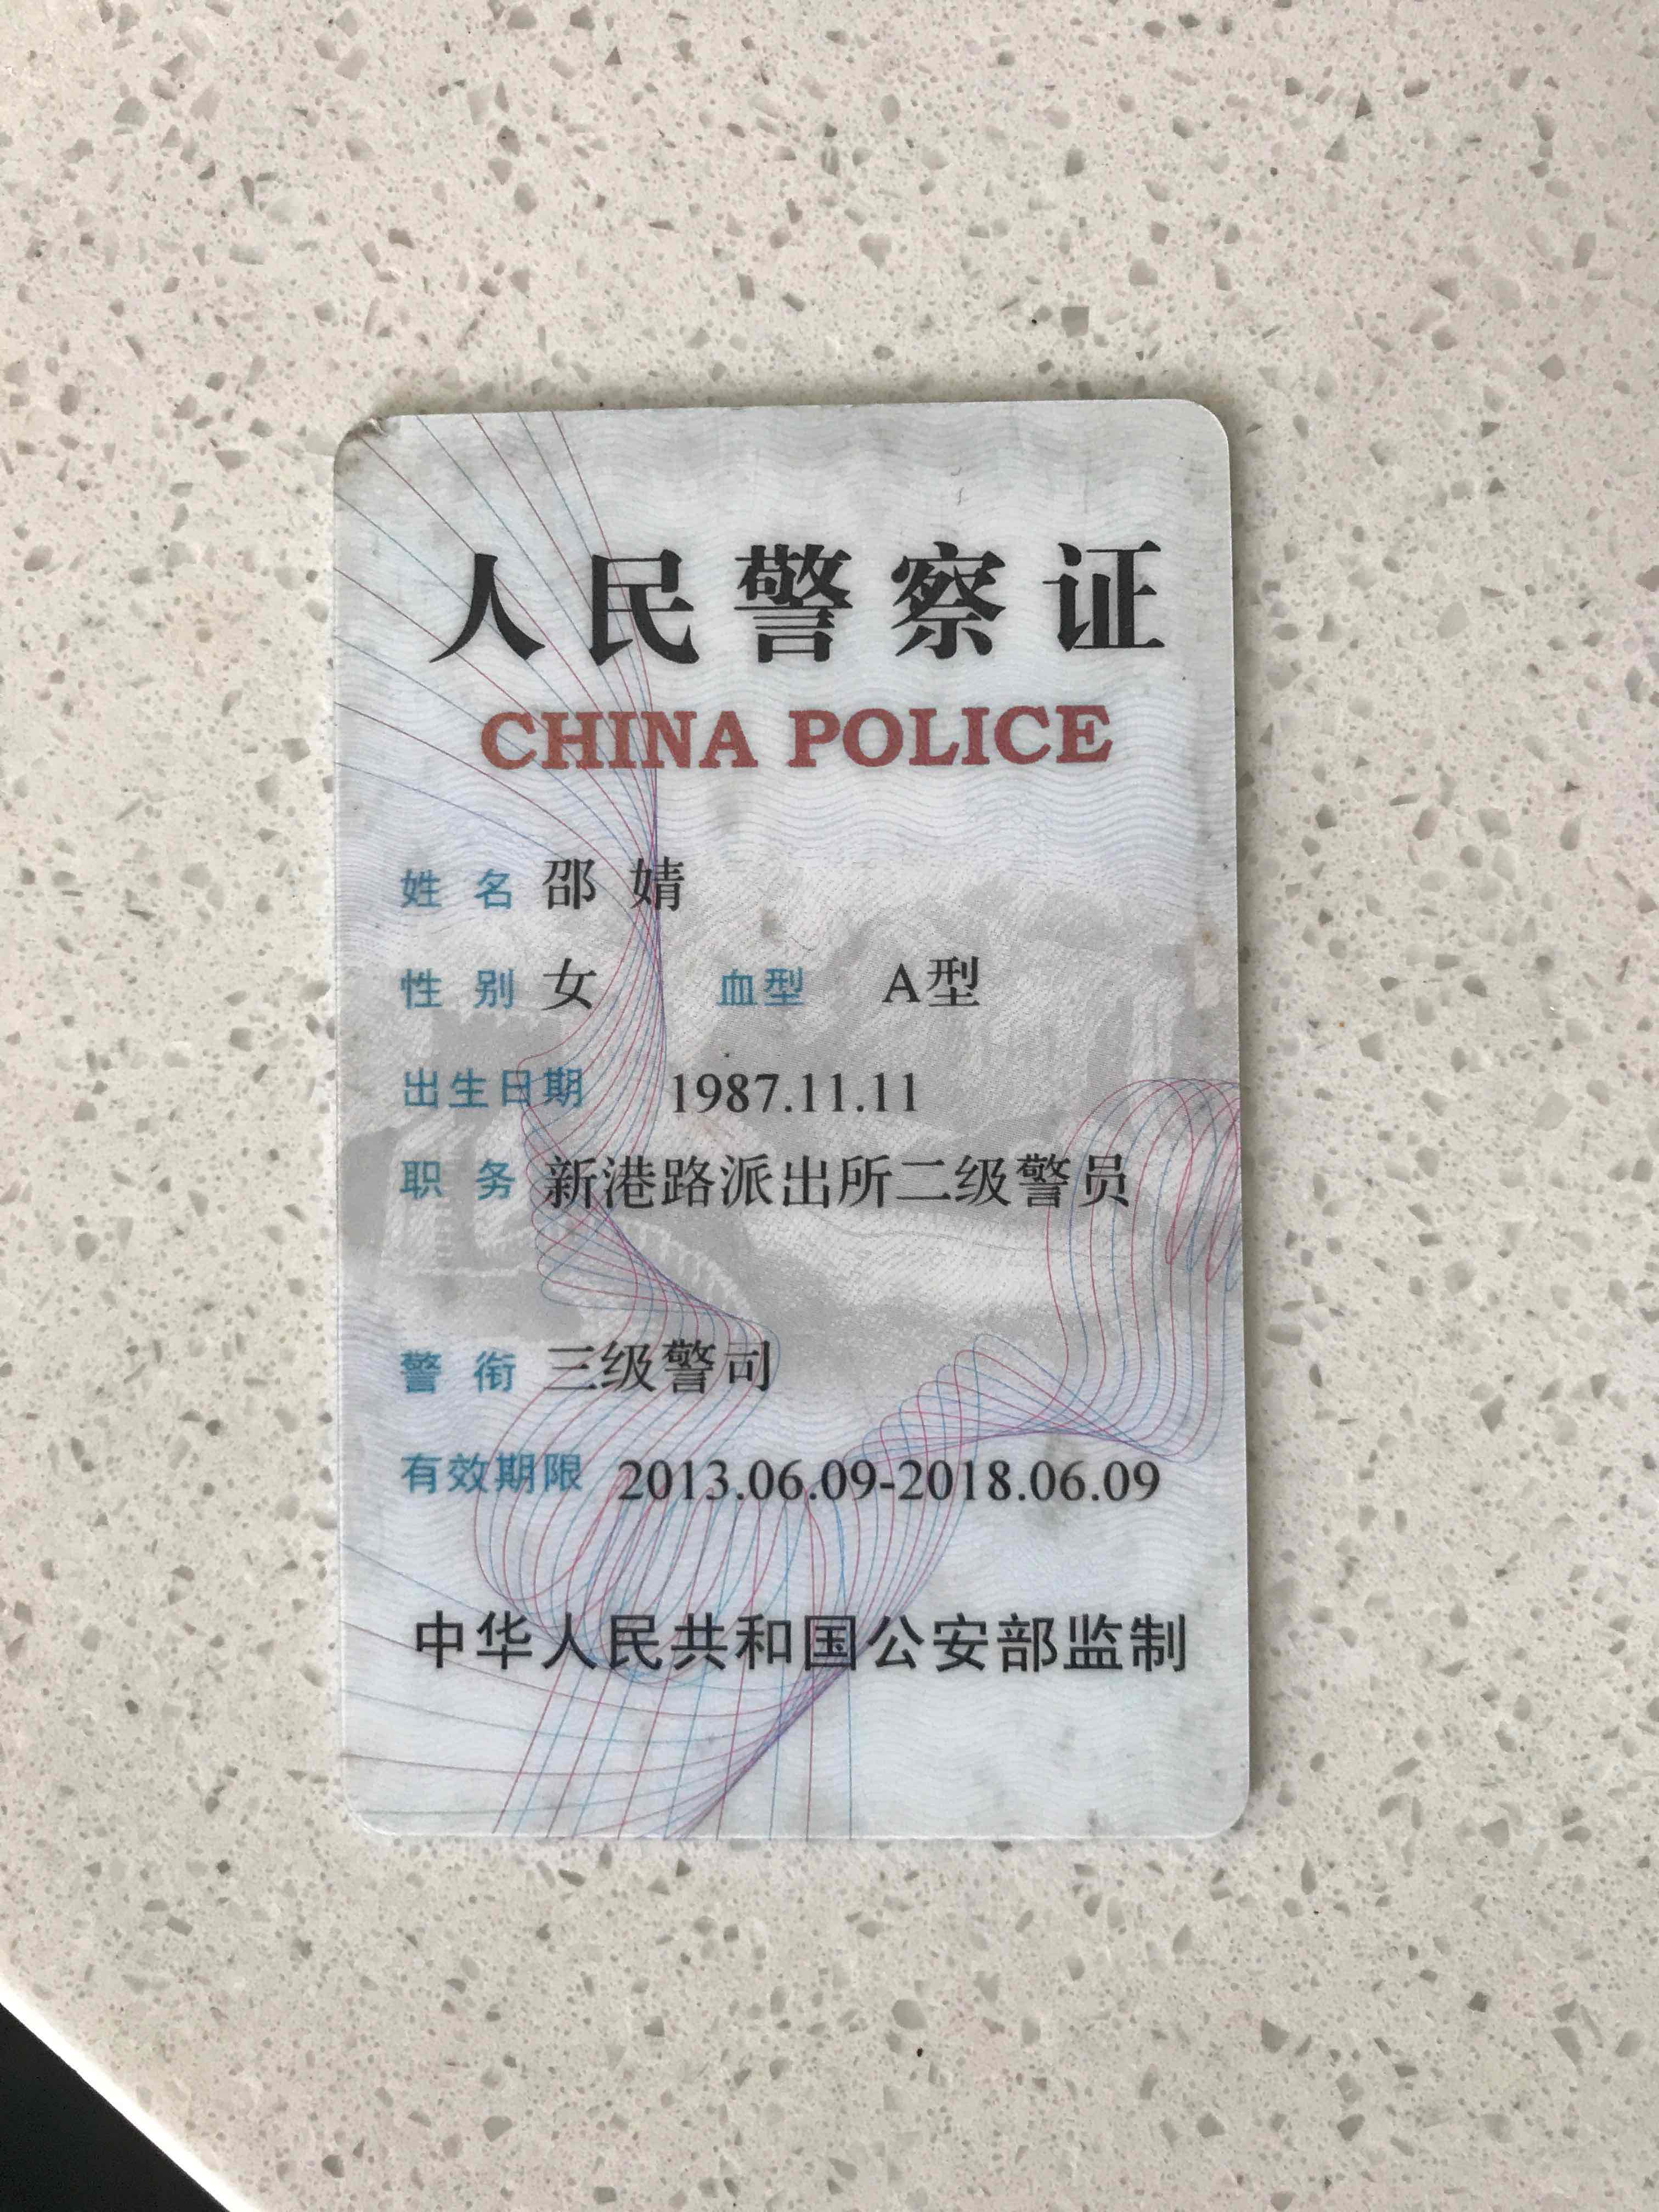 人民警察证
CHINA POLICE
姓 名 邵 婧
性 别 女 血型 A型
出生日期 1987.11.11
职 务 新港路派出所二级警员
警 衔 三级警司
有效期限 2013.06.09-2018.06.09
中华人民共和国公安部监制